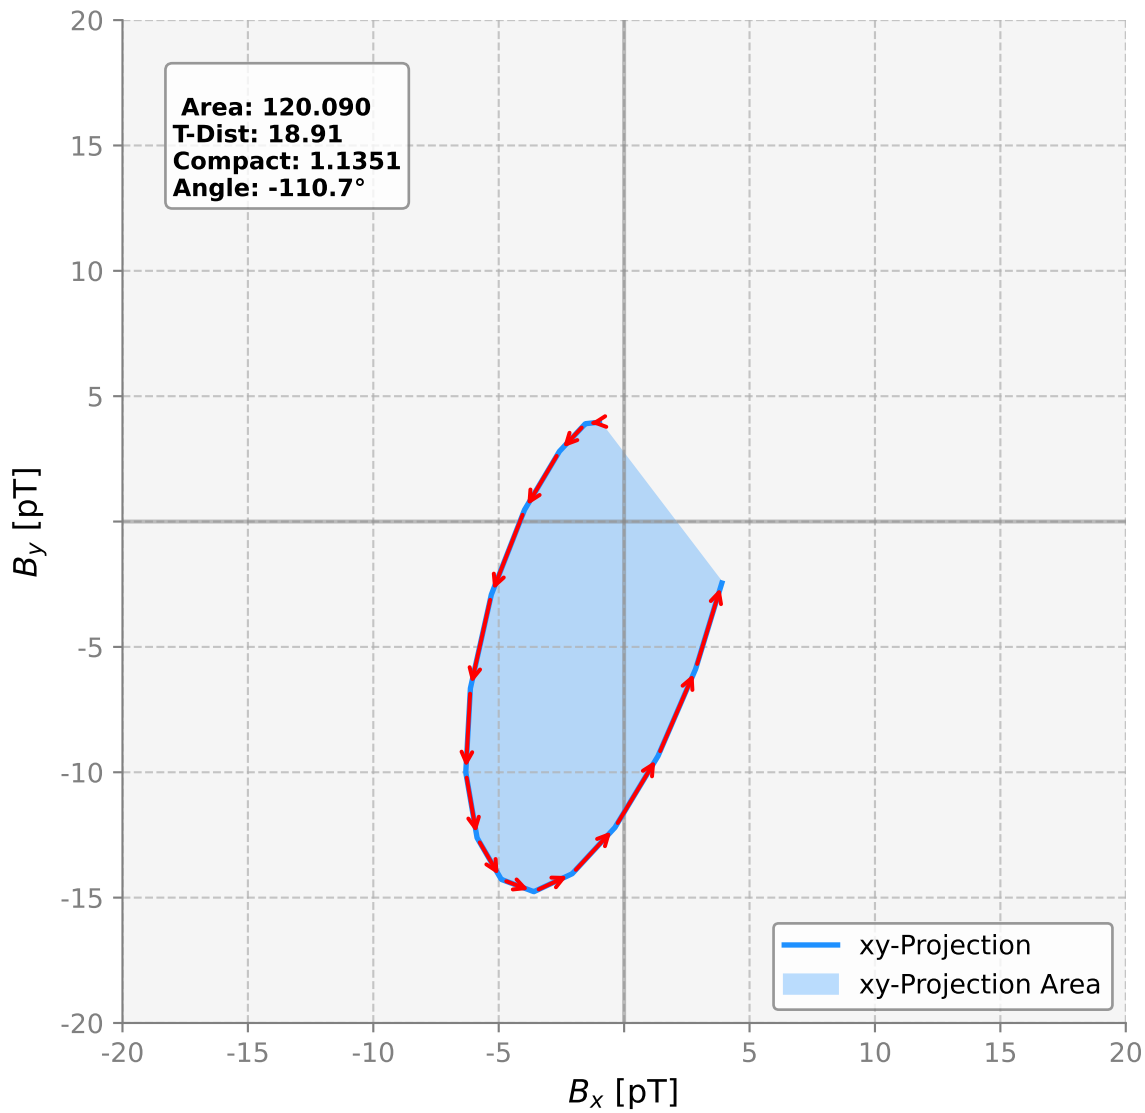 20
15
10
5
-5
-10
-15
-20
B_y [pT]
Area: 120.090
T-Dist: 18.91
Compact: 1.1351
Angle: -110.7°
xy-Projection
xy-Projection Area
-20 -15 -10 -5 5 10 15 20
B_x [pT]